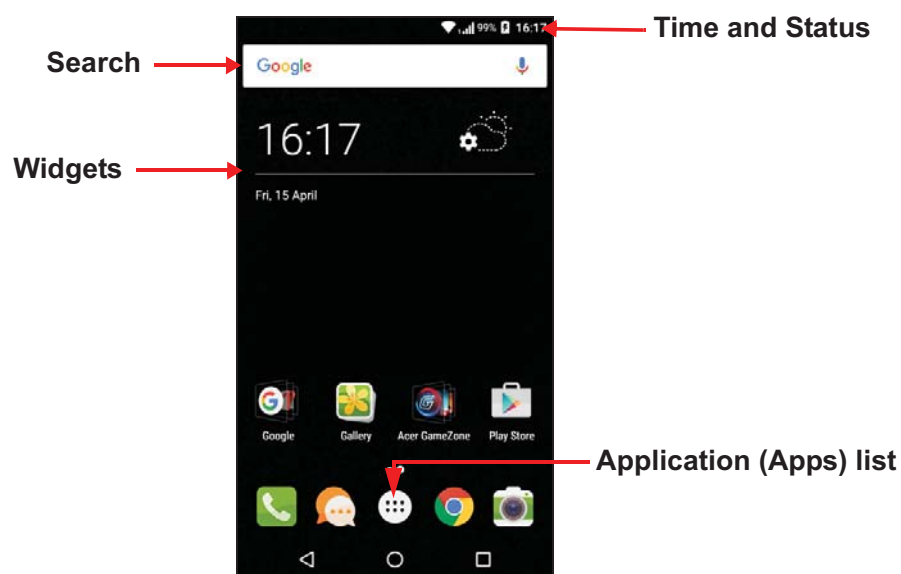 99% 16:17
Time and Status
Search
Google
16:17
Widgets
Fri, 15 April
Google Gallery Acer GameZone Play Store
Application (Apps) list